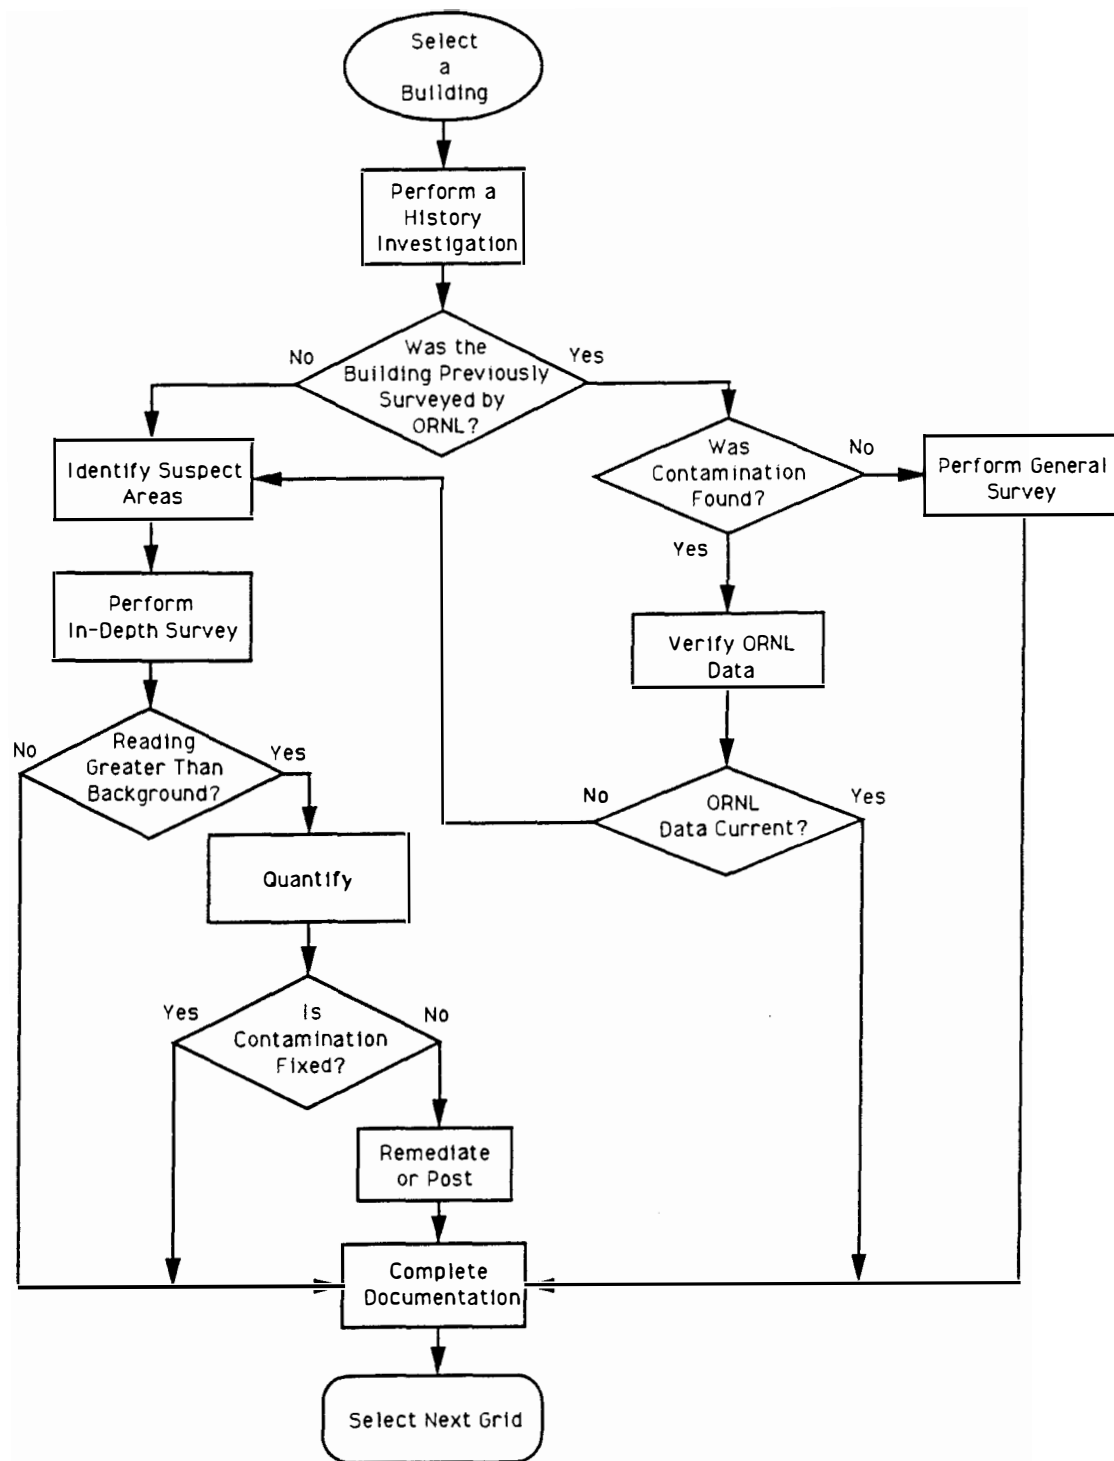 Select
a
Building
Perform a
History
Investigation
No
Was the
Building Previously
Surveyed by
ORNL?
Yes
Identify Suspect
Areas
Was
Contamination
Found?
No
Perform General
Survey
Yes
Perform
In-Depth Survey
Verify ORNL
Data
No
Reading
Greater Than
Background?
Yes
No
ORNL
Data Current?
Yes
Quantify
Yes
Is
Contamination
Fixed?
No
Remediate
or Post
Complete
Documentation
Select Next Grid